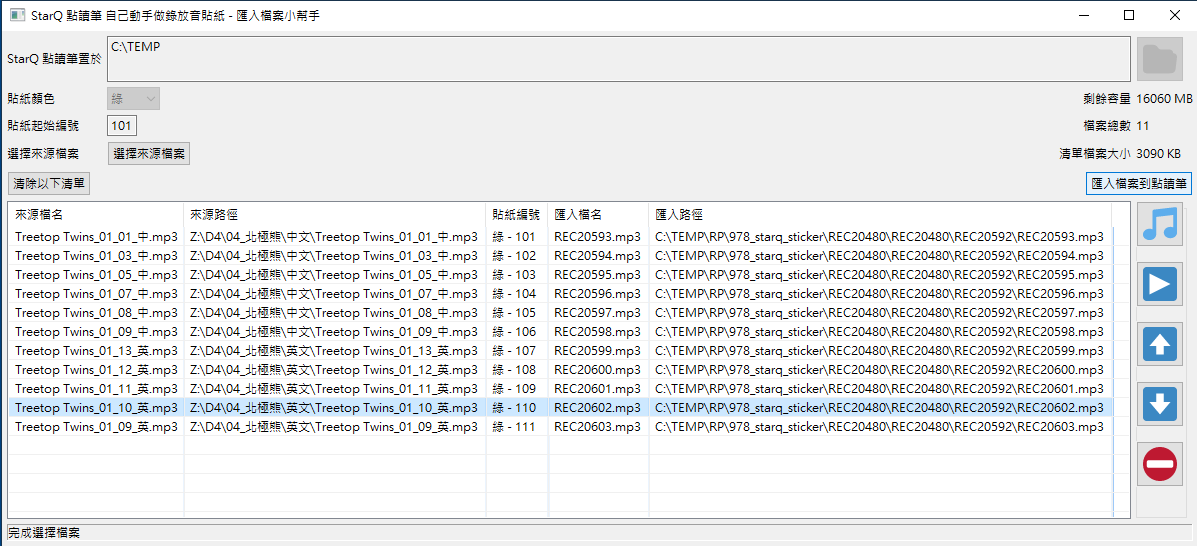 StarQ 點讀筆 自己動手做錄放音貼紙 - 匯入檔案小幫手
StarQ 點讀筆置於 C:\TEMP
貼紙顏色 綠 剩餘容量 16060 MB
貼紙起始編號 101 檔案總數 11
選擇來源檔案 選擇來源檔案 清單檔案大小 3090 KB
清除以下清單 匯入檔案到點讀筆
來源檔名 來源路徑 貼紙編號 匯入檔名 匯入路徑
Treetop Twins_01_01_中.mp3 Z:\D4\04_北極熊\中文\Treetop Twins_01_01_中.mp3 綠 - 101 REC20593.mp3 C:\TEMP\RP\978_starq_sticker\REC20480\REC20480\REC20592\REC20593.mp3
Treetop Twins_01_03_中.mp3 Z:\D4\04_北極熊\中文\Treetop Twins_01_03_中.mp3 綠 - 102 REC20594.mp3 C:\TEMP\RP\978_starq_sticker\REC20480\REC20480\REC20592\REC20594.mp3
Treetop Twins_01_05_中.mp3 Z:\D4\04_北極熊\中文\Treetop Twins_01_05_中.mp3 綠 - 103 REC20595.mp3 C:\TEMP\RP\978_starq_sticker\REC20480\REC20480\REC20592\REC20595.mp3
Treetop Twins_01_07_中.mp3 Z:\D4\04_北極熊\中文\Treetop Twins_01_07_中.mp3 綠 - 104 REC20596.mp3 C:\TEMP\RP\978_starq_sticker\REC20480\REC20480\REC20592\REC20596.mp3
Treetop Twins_01_08_中.mp3 Z:\D4\04_北極熊\中文\Treetop Twins_01_08_中.mp3 綠 - 105 REC20597.mp3 C:\TEMP\RP\978_starq_sticker\REC20480\REC20480\REC20592\REC20597.mp3
Treetop Twins_01_09_中.mp3 Z:\D4\04_北極熊\中文\Treetop Twins_01_09_中.mp3 綠 - 106 REC20598.mp3 C:\TEMP\RP\978_starq_sticker\REC20480\REC20480\REC20592\REC20598.mp3
Treetop Twins_01_13_英.mp3 Z:\D4\04_北極熊\英文\Treetop Twins_01_13_英.mp3 綠 - 107 REC20599.mp3 C:\TEMP\RP\978_starq_sticker\REC20480\REC20480\REC20592\REC20599.mp3
Treetop Twins_01_12_英.mp3 Z:\D4\04_北極熊\英文\Treetop Twins_01_12_英.mp3 綠 - 108 REC20600.mp3 C:\TEMP\RP\978_starq_sticker\REC20480\REC20480\REC20592\REC20600.mp3
Treetop Twins_01_11_英.mp3 Z:\D4\04_北極熊\英文\Treetop Twins_01_11_英.mp3 綠 - 109 REC20601.mp3 C:\TEMP\RP\978_starq_sticker\REC20480\REC20480\REC20592\REC20601.mp3
Treetop Twins_01_10_英.mp3 Z:\D4\04_北極熊\英文\Treetop Twins_01_10_英.mp3 綠 - 110 REC20602.mp3 C:\TEMP\RP\978_starq_sticker\REC20480\REC20480\REC20592\REC20602.mp3
Treetop Twins_01_09_英.mp3 Z:\D4\04_北極熊\英文\Treetop Twins_01_09_英.mp3 綠 - 111 REC20603.mp3 C:\TEMP\RP\978_starq_sticker\REC20480\REC20480\REC20592\REC20603.mp3
完成選擇檔案